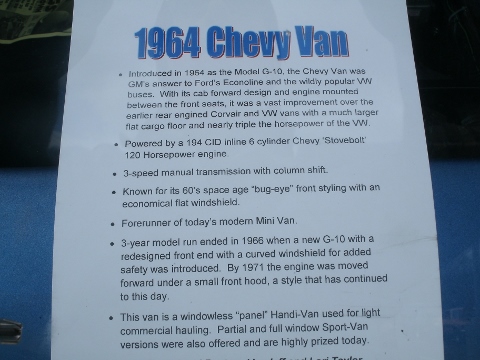 1964 Chevy Van
• Introduced in 1964 as the Model G-10, the Chevy Van was
GM's answer to Ford's Econoline and the wildly popular VW
buses. With its cab forward design and engine mounted
between the front seats, it was a vast improvement over the
earlier rear engined Corvair and VW vans with a much larger
flat cargo floor and nearly triple the horsepower of the VW.
• Powered by a 194 CID inline 6 cylinder Chevy 'Stovebolt'
120 Horsepower engine.
• 3-speed manual transmission with column shift.
• Known for its 60's space age "bug-eye" front styling with an
economical flat windshield.
• Forerunner of today's modern Mini Van.
• 3-year model run ended in 1966 when a new G-10 with a
redesigned front end with a curved windshield for added
safety was introduced. By 1971 the engine was moved
forward under a small front hood, a style that has continued
to this day.
• This van is a windowless "panel" Handi-Van used for light
commercial hauling. Partial and full window Sport-Van
versions were also offered and are highly prized today.